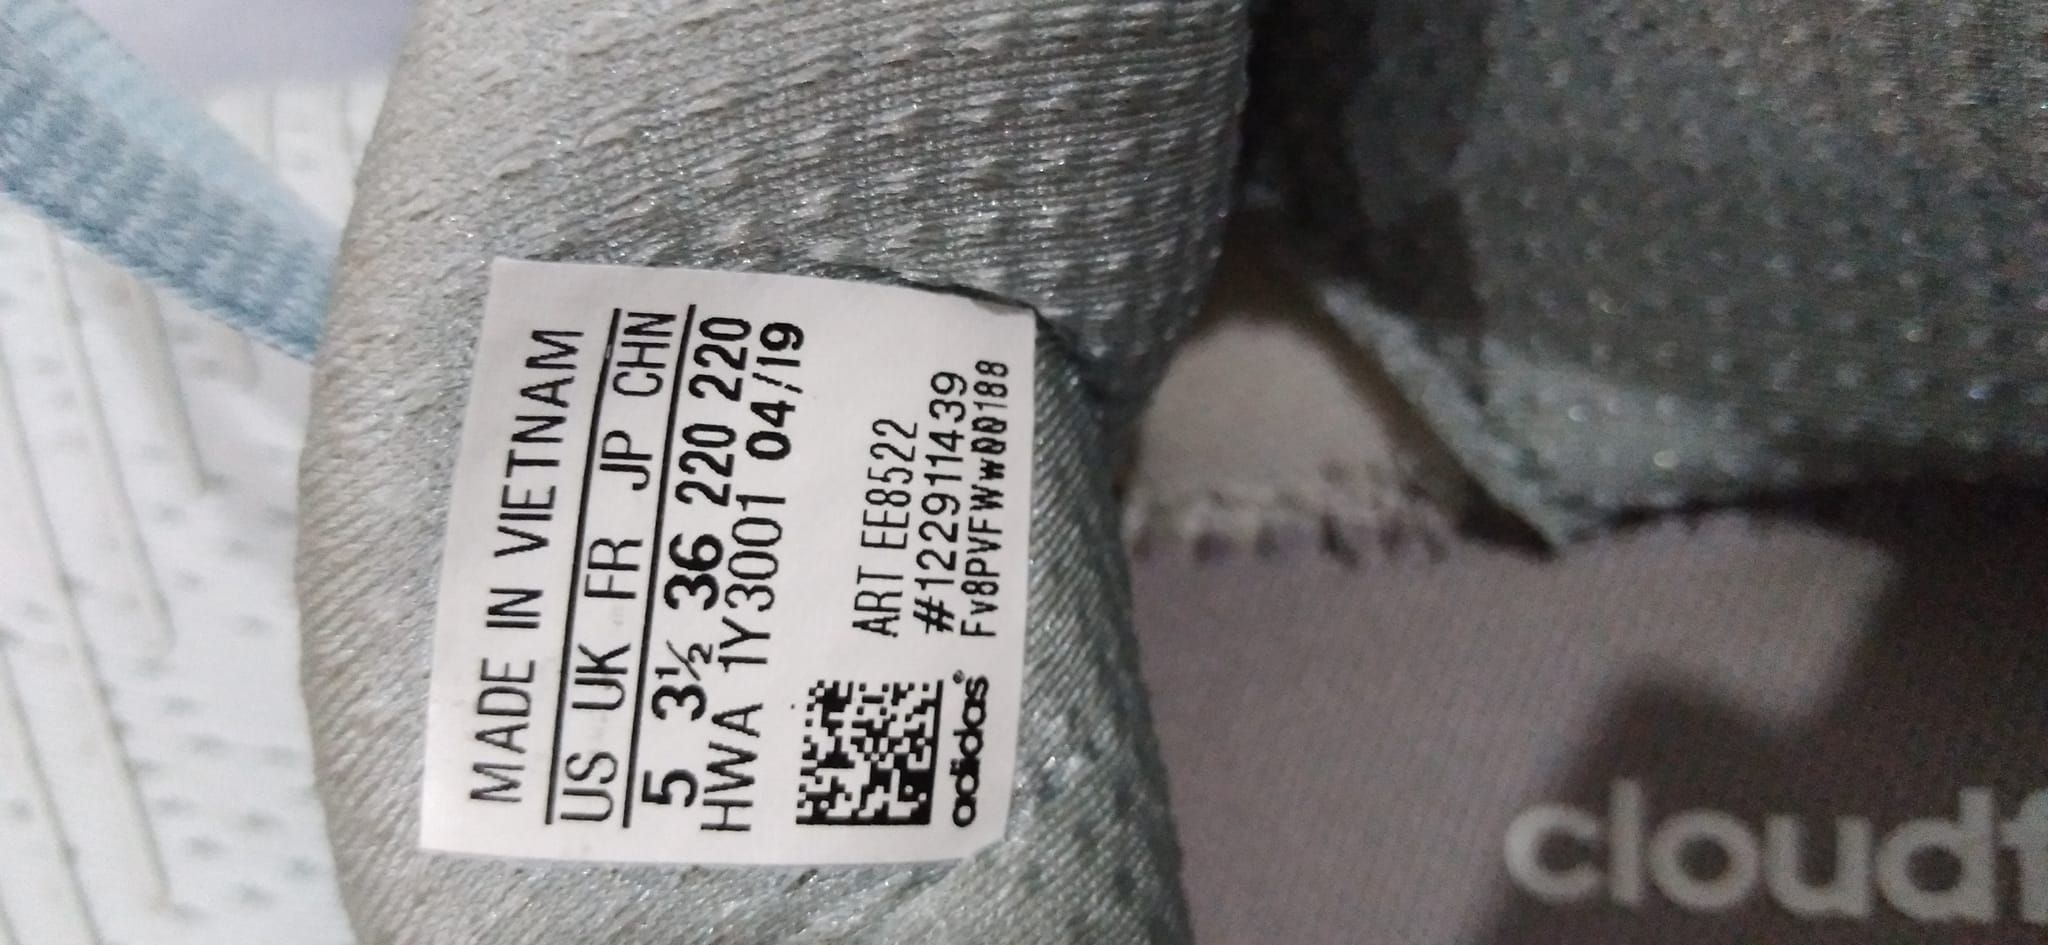 MADE IN VIETNAM
US UK FR JP CHN
5 3½ 36 220 220
HWA 1Y3001 04/19
ART EE8522
#122911439
Fv8PVFWw00188
adidas®
cloudf